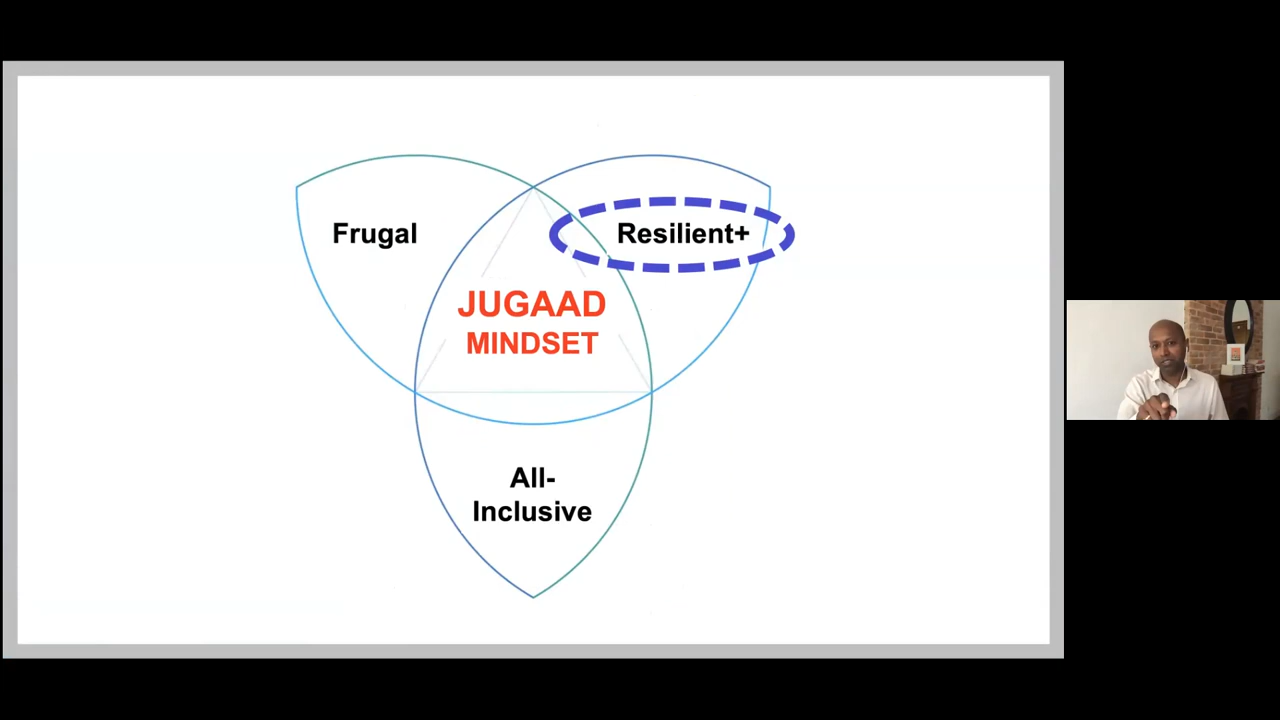 Frugal
Resilient+
JUGAAD
MINDSET
All-
Inclusive